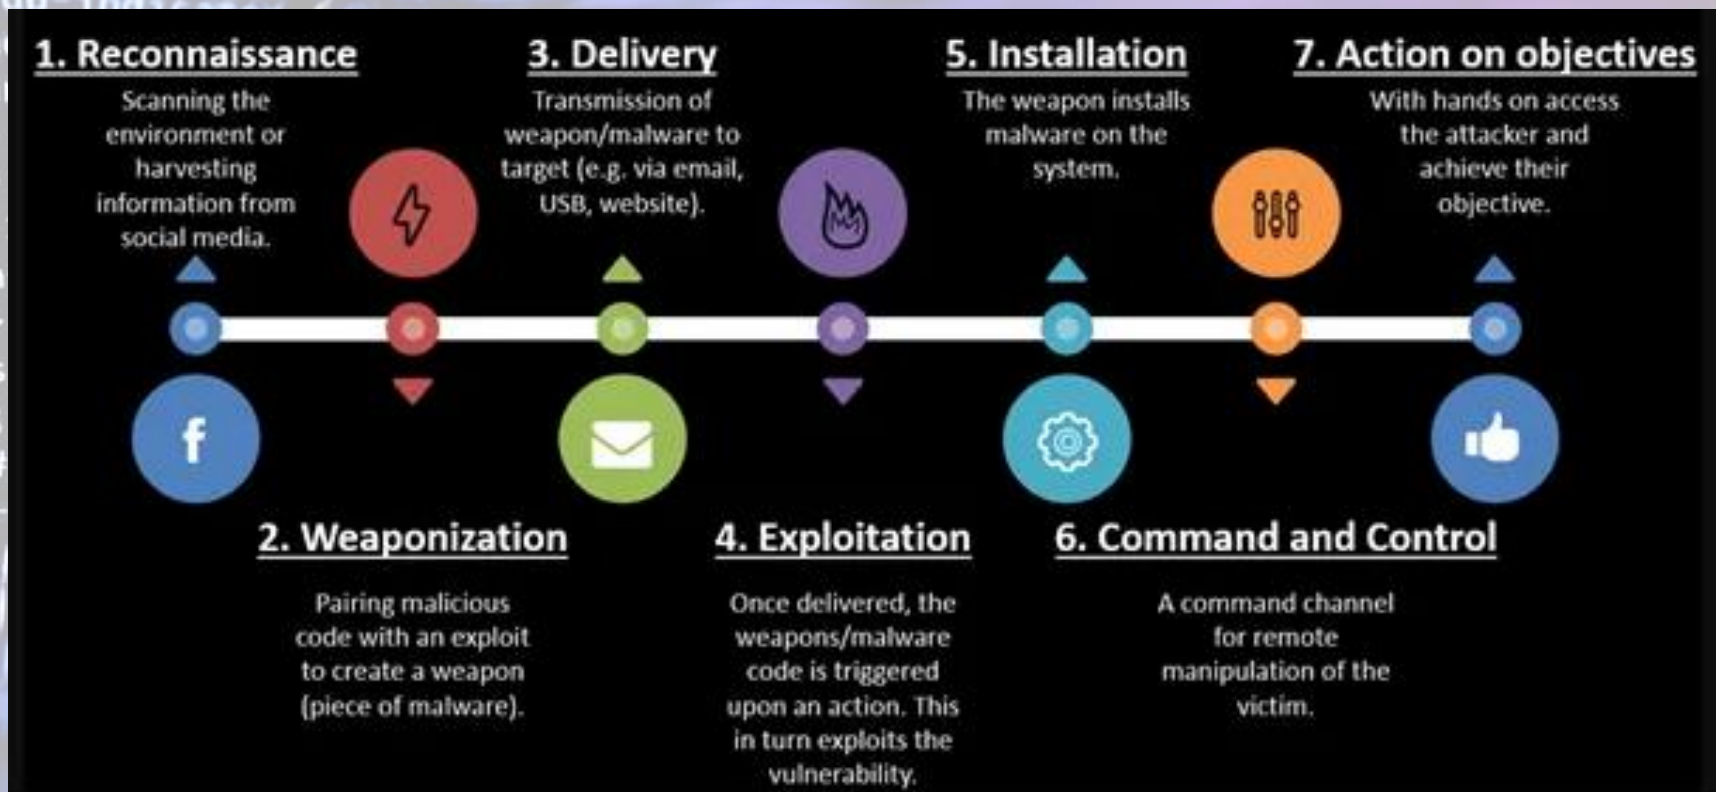 1. Reconnaissance
Scanning the
environment or
harvesting
information from
social media.
3. Delivery
Transmission of
weapon/malware to
target (e.g. via email,
USB, website).
5. Installation
The weapon installs
malware on the
system.
7. Action on objectives
With hands on access
the attacker and
achieve their
objective.
f
2. Weaponization
Pairing malicious
code with an exploit
to create a weapon
(piece of malware).
4. Exploitation
Once delivered, the
weapons/malware
code is triggered
upon an action. This
in turn exploits the
vulnerability.
6. Command and Control
A command channel
for remote
manipulation of the
victim.